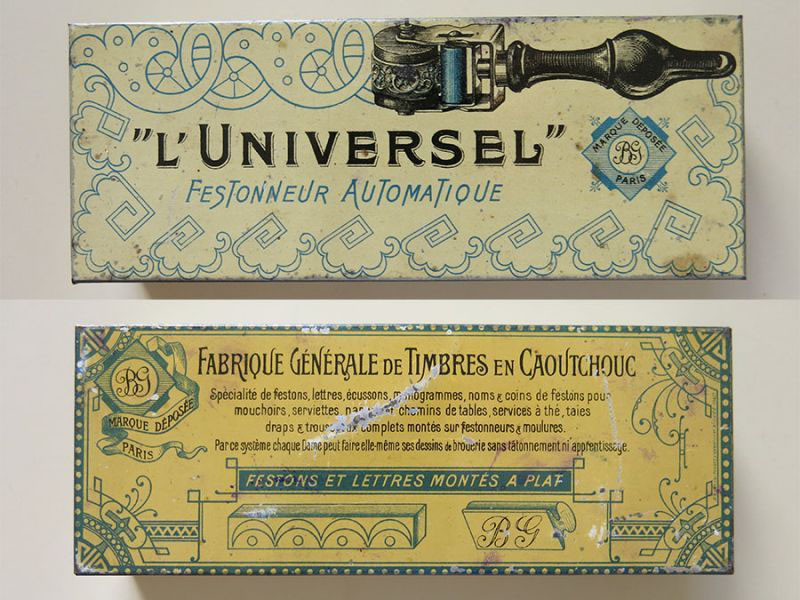 "L'UNIVERSEL"
FESTONNEUR AUTOMATIQUE
MARQUE DÉPOSÉE
BG
PARIS
FABRIQUE GÉNÉRALE DE TIMBRES EN CAOUTCHOUC
Spécialité de festons, lettres, écussons, monogrammes, noms & coins de festons pour
mouchoirs, serviettes, et chemins de tables, services à thé, taies
draps & trousseaux complets montés sur festonneurs & moulures.
Par ce système chaque Dame peut faire elle-même ses dessins de broderie sans tâtonnement ni apprentissage.
BG
MARQUE DÉPOSÉE
PARIS
FESTONS ET LETTRES MONTÉS A PLAT
BG